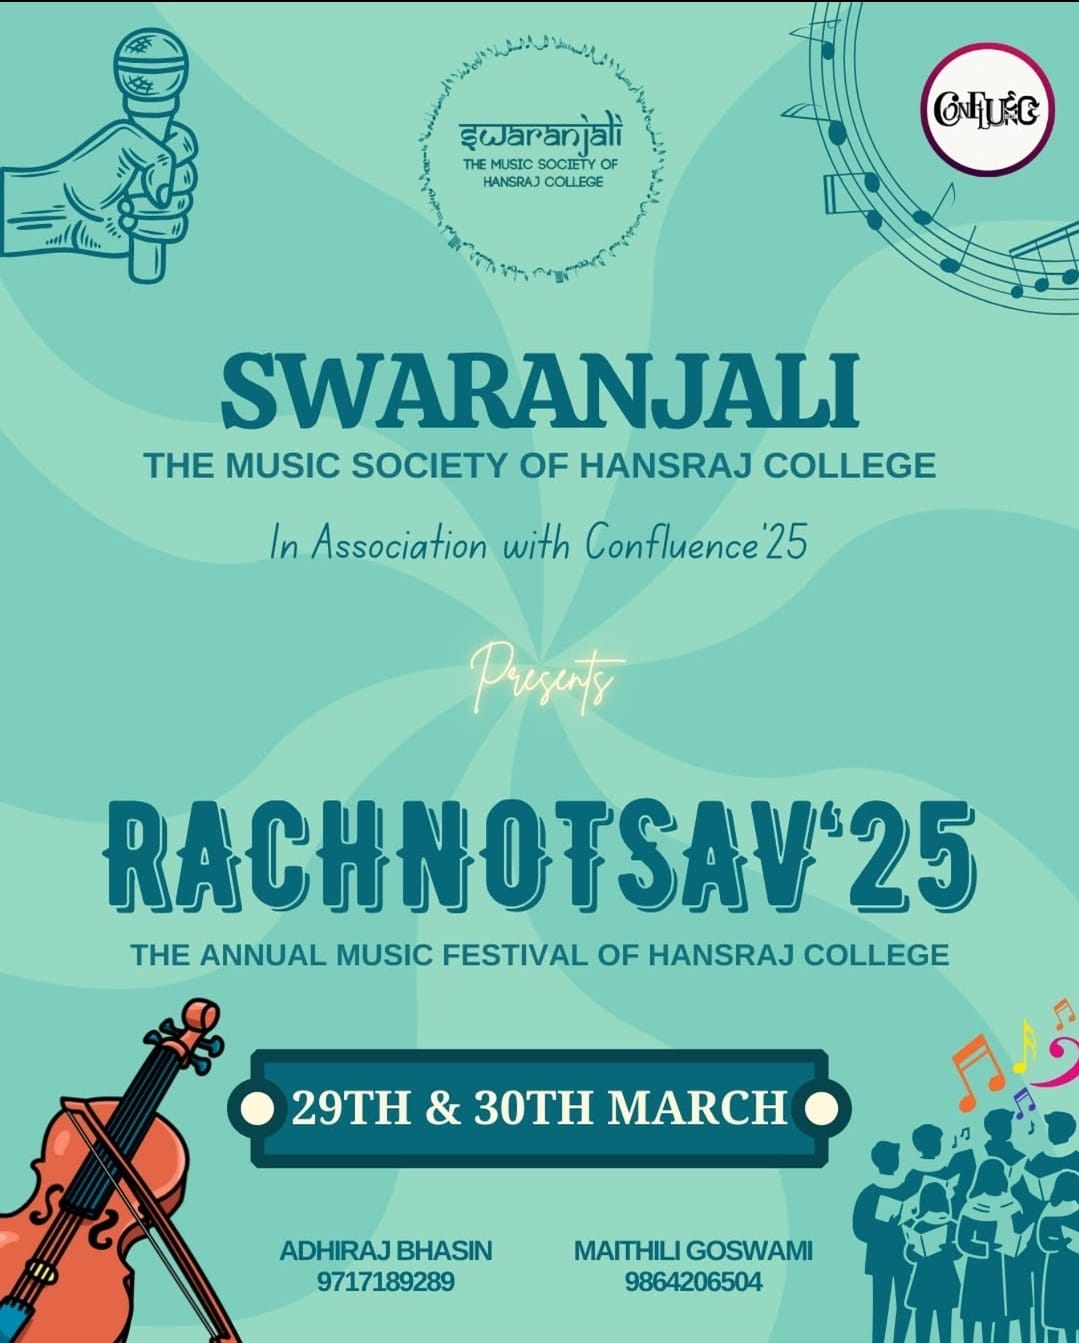 swaranjali
THE MUSIC SOCIETY OF
HANSRAJ COLLEGE
CONFLUENCE
SWARANJALI
THE MUSIC SOCIETY OF HANSRAJ COLLEGE
In Association with Confluence'25
Presents
RACHNOTSAV‘25
THE ANNUAL MUSIC FESTIVAL OF HANSRAJ COLLEGE
29TH & 30TH MARCH
ADHIRAJ BHASIN
9717189289
MAITHILI GOSWAMI
9864206504